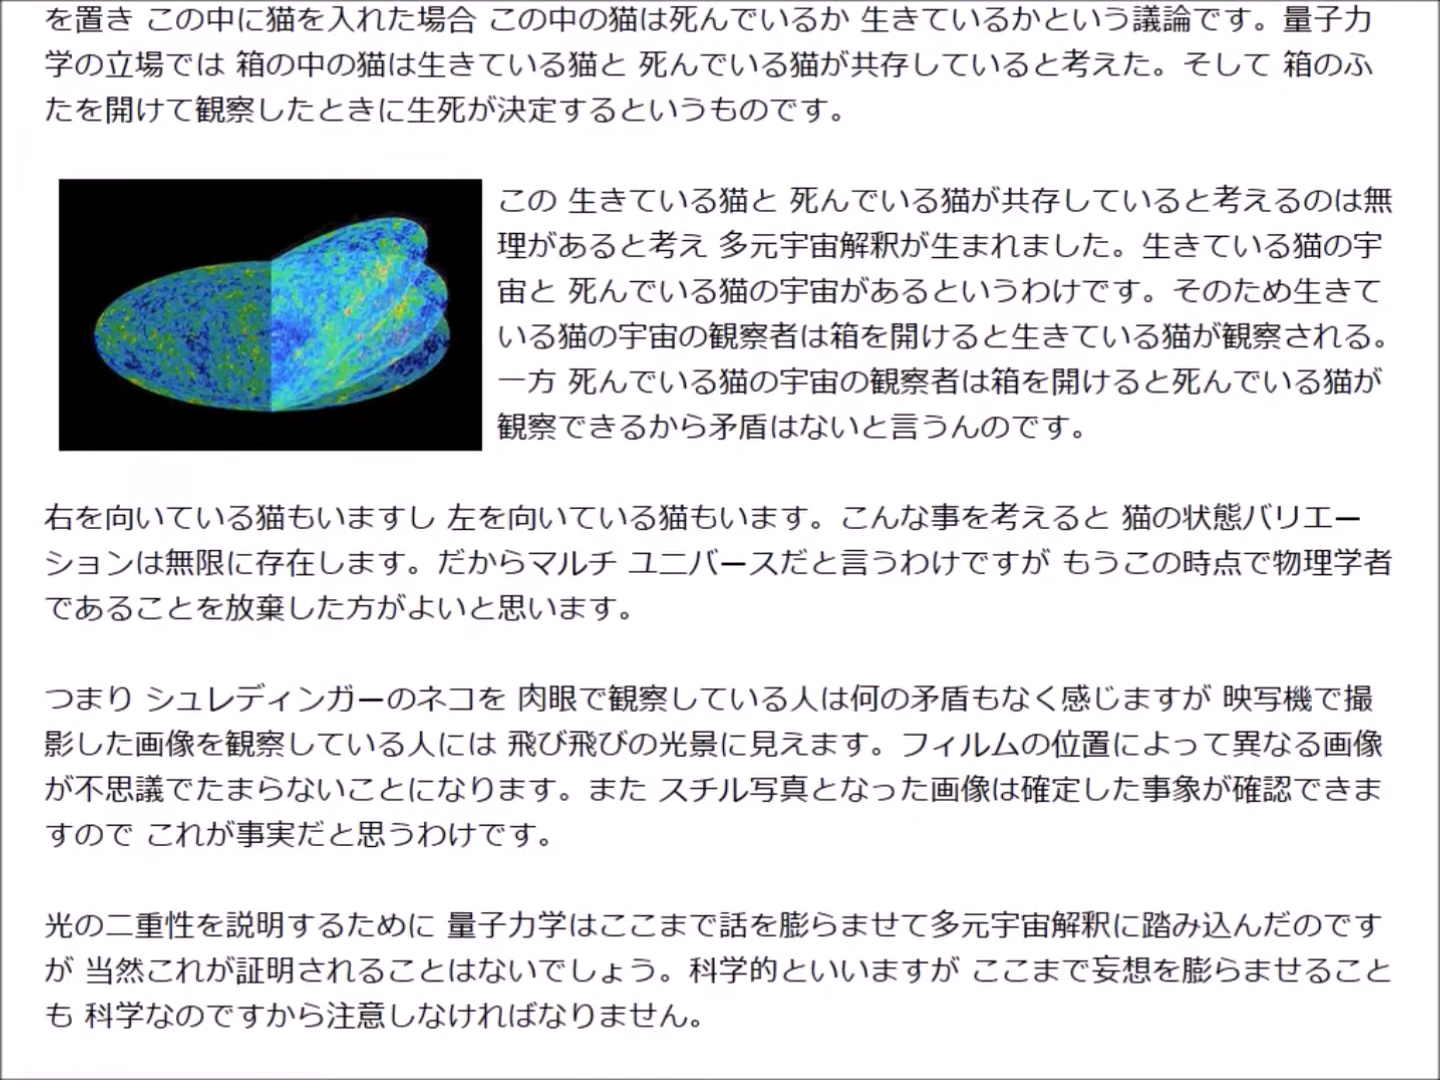 を置き この中に猫を入れた場合 この中の猫は死んでいるか 生きているかという議論です。量子力
学の立場では 箱の中の猫は生きている猫と 死んでいる猫が共存していると考えた。そして 箱のふ
たを開けて観察したときに生死が決定するというものです。
この 生きている猫と 死んでいる猫が共存していると考えるのは無
理があると考え 多元宇宙解釈が生まれました。生きている猫の宇
宙と 死んでいる猫の宇宙があるというわけです。そのため生きて
いる猫の宇宙の観察者は箱を開けると生きている猫が観察される。
一方 死んでいる猫の宇宙の観察者は箱を開けると死んでいる猫が
観察できるから矛盾はないと言うんのです。
右を向いている猫もいますし 左を向いている猫もいます。こんな事を考えると 猫の状態バリエー
ションは無限に存在します。だからマルチ ユニバースだと言うわけですが もうこの時点で物理学者
であることを放棄した方がよいと思います。
つまり シュレディンガーのネコを 肉眼で観察している人は何の矛盾もなく感じますが 映写機で撮
影した画像を観察している人には 飛び飛びの光景に見えます。フィルムの位置によって異なる画像
が不思議でたまらないことになります。また スチル写真となった画像は確定した事象が確認できま
すので これが事実だと思うわけです。
光の二重性を説明するために 量子力学はここまで話を膨らませて多元宇宙解釈に踏み込んだのです
が 当然これが証明されることはないでしょう。科学的といいますが ここまで妄想を膨らませること
も 科学なのですから注意しなければなりません。